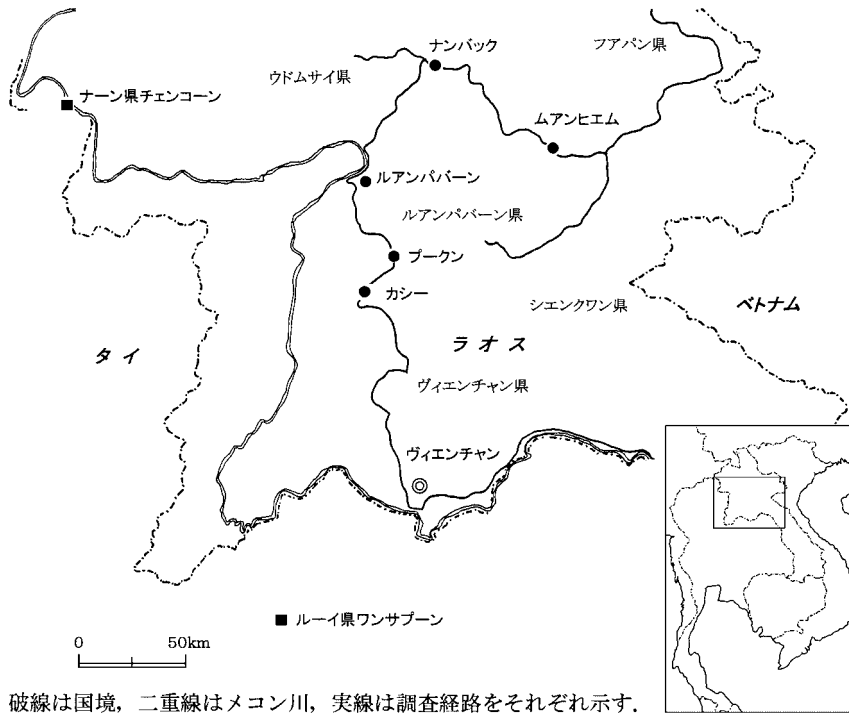 ナンバック
フアパン県
ウドムサイ県
ナーン県チェンコーン
ムアンヒエム
ルアンパバーン
ルアンパバーン県
プークン
シエンクワン県
カシー
ベトナム
タイ
ラオス
ヴィエンチャン県
ヴィエンチャン
ルーイ県ワンサプーン
0 50km
破線は国境，二重線はメコン川，実線は調査経路をそれぞれ示す．